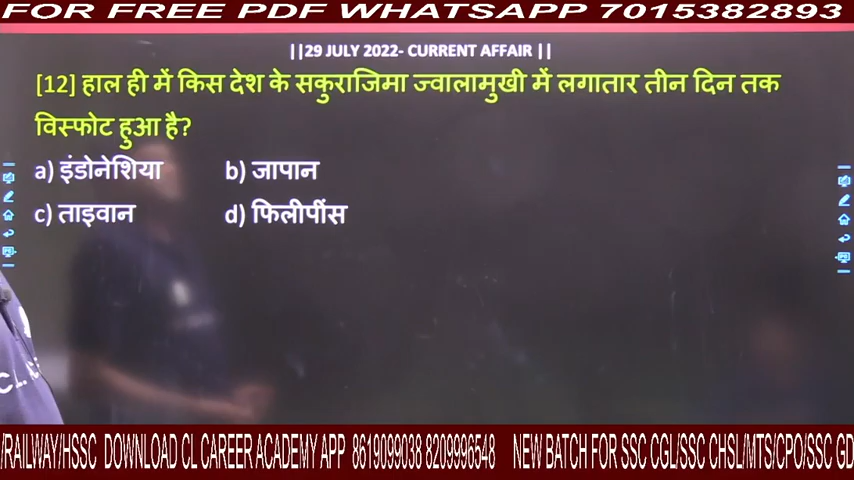 FOR FREE PDF WHATSAPP 7015382893
||29 JULY 2022- CURRENT AFFAIR ||
[12] हाल ही में किस देश के सकुराजिमा ज्वालामुखी में लगातार तीन दिन तक
विस्फोट हुआ है?
a) इंडोनेशिया b) जापान
c) ताइवान d) फिलीपींस
/RAILWAY/HSSC DOWNLOAD CL CAREER ACADEMY APP 8619099038 8209996548 NEW BATCH FOR SSC CGL/SSC CHSL/MTS/CPO/SSC GD